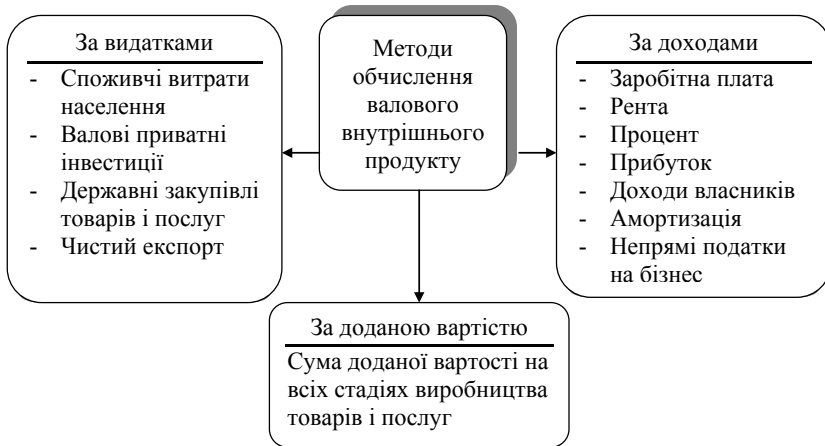 За видатками
- Споживчі витрати
населення
- Валові приватні
інвестиції
- Державні закупівлі
товарів і послуг
- Чистий експорт
Методи
обчислення
валового
внутрішнього
продукту
За доходами
- Заробітна плата
- Рента
- Процент
- Прибуток
- Доходи власників
- Амортизація
- Непрямі податки
на бізнес
За доданою вартістю
Сума доданої вартості на
всіх стадіях виробництва
товарів і послуг